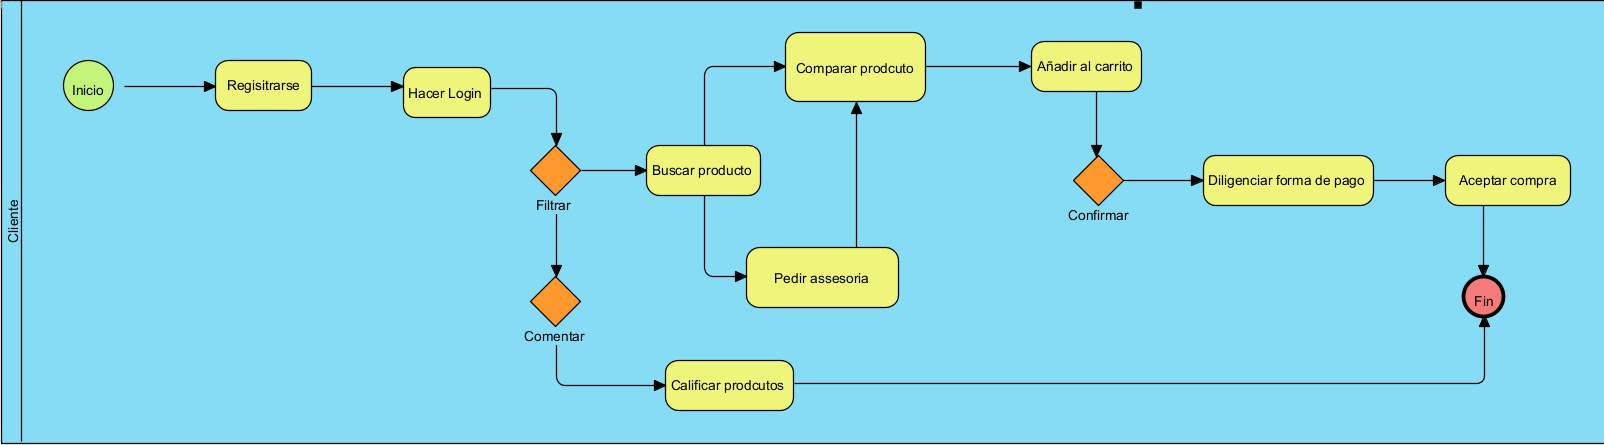 Cliente
Inicio
Regisitrarse
Hacer Login
Filtrar
Buscar producto
Comparar prodcuto
Pedir assesoria
Añadir al carrito
Confirmar
Diligenciar forma de pago
Aceptar compra
Fin
Comentar
Calificar prodcutos